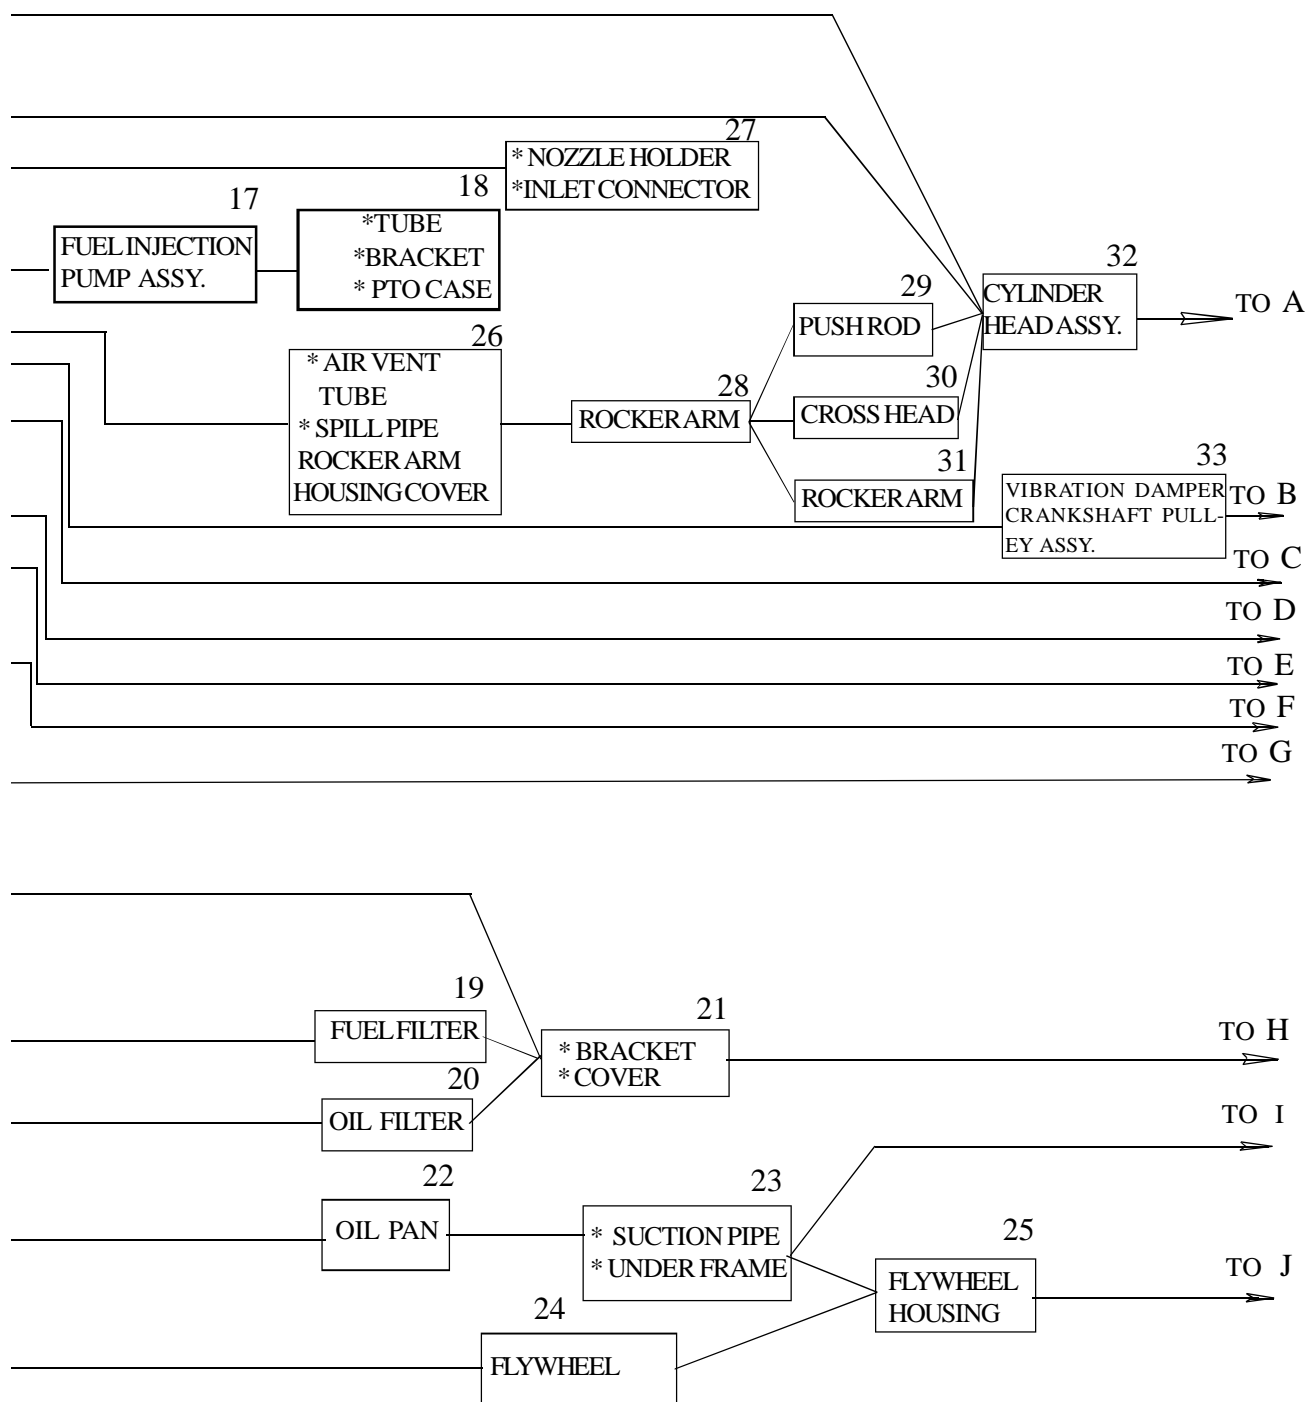 27
* NOZZLE HOLDER
*INLET CONNECTOR
18
17
*TUBE
*BRACKET
* PTO CASE
FUEL INJECTION
PUMP ASSY.
32
CYLINDER
HEAD ASSY.
TO A
29
PUSH ROD
26
* AIR VENT
TUBE
* SPILL PIPE
ROCKER ARM
HOUSING COVER
28
ROCKER ARM
30
CROSS HEAD
31
ROCKER ARM
33
VIBRATION DAMPER
CRANKSHAFT PULL-
EY ASSY.
TO B
TO C
TO D
TO E
TO F
TO G
19
FUEL FILTER
20
OIL FILTER
21
* BRACKET
* COVER
TO H
TO I
22
OIL PAN
23
* SUCTION PIPE
* UNDER FRAME
25
FLYWHEEL
HOUSING
TO J
24
FLYWHEEL